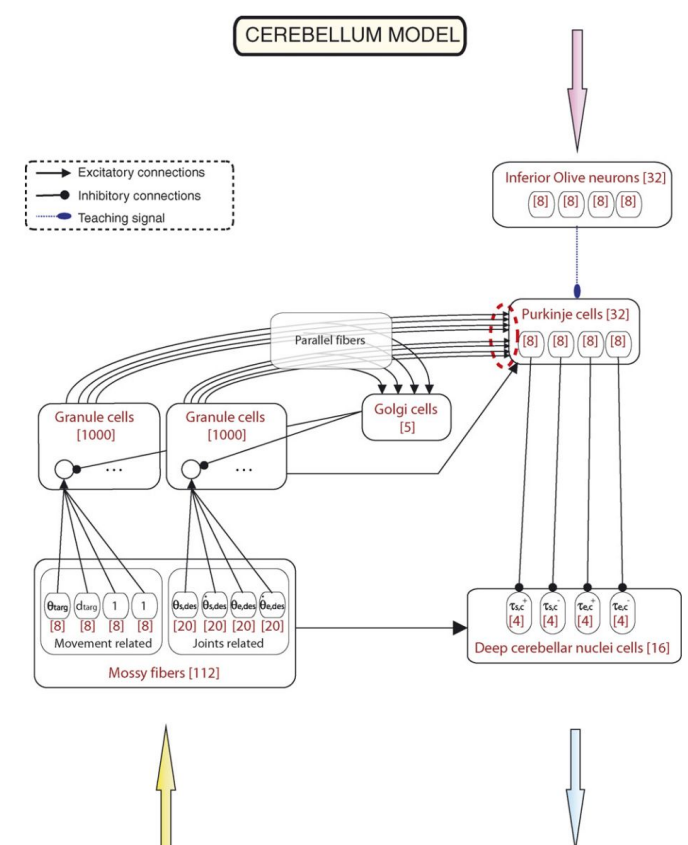 CEREBELLUM MODEL
Excitatory connections
Inhibitory connections
Teaching signal
Inferior Olive neurons [32]
[8] [8] [8] [8]
Purkinje cells [32]
[8] [8] [8] [8]
Parallel fibers
Granule cells
[1000]
...
Granule cells
[1000]
...
Golgi cells
[5]
θtarg dtarg 1 1
[8] [8] [8] [8]
Movement related
θs,des θ̇s,des θe,des θ̇e,des
[20] [20] [20] [20]
Joints related
Mossy fibers [112]
τs,c⁺ τs,c⁻ τe,c⁺ τe,c⁻
[4] [4] [4] [4]
Deep cerebellar nuclei cells [16]